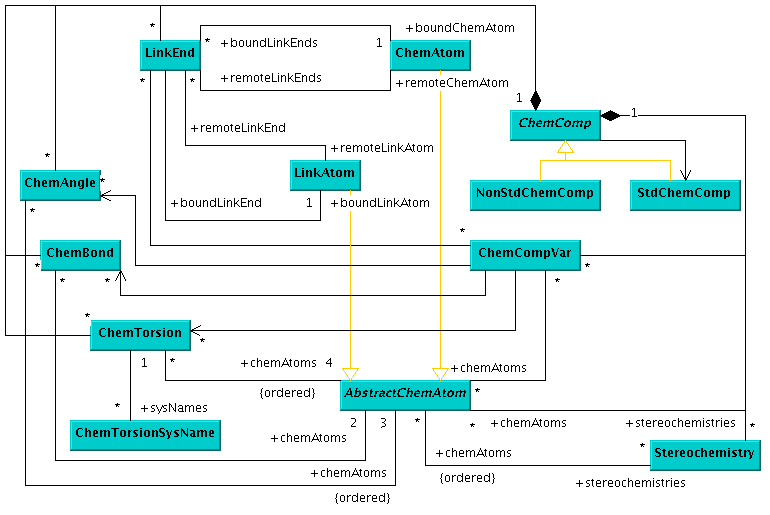 +boundChemAtom
*
LinkEnd
*
+boundLinkEnds
1
ChemAtom
+remoteLinkEnds
+remoteChemAtom
*
*
1
ChemComp
1
+remoteLinkEnd
*
+remoteLinkAtom
ChemAngle
*
LinkAtom
NonStdChemComp
StdChemComp
*
+boundLinkEnd
1
+boundLinkAtom
*
ChemBond
ChemCompVar
*
*
*
*
*
*
ChemTorsion
*
1
*
+chemAtoms
4
+chemAtoms
{ordered}
AbstractChemAtom
*
*
+sysNames
2
3
*
*
+chemAtoms
+stereochemistries
*
ChemTorsionSysName
+chemAtoms
*
+chemAtoms
Stereochemistry
+chemAtoms
{ordered}
+stereochemistries
{ordered}